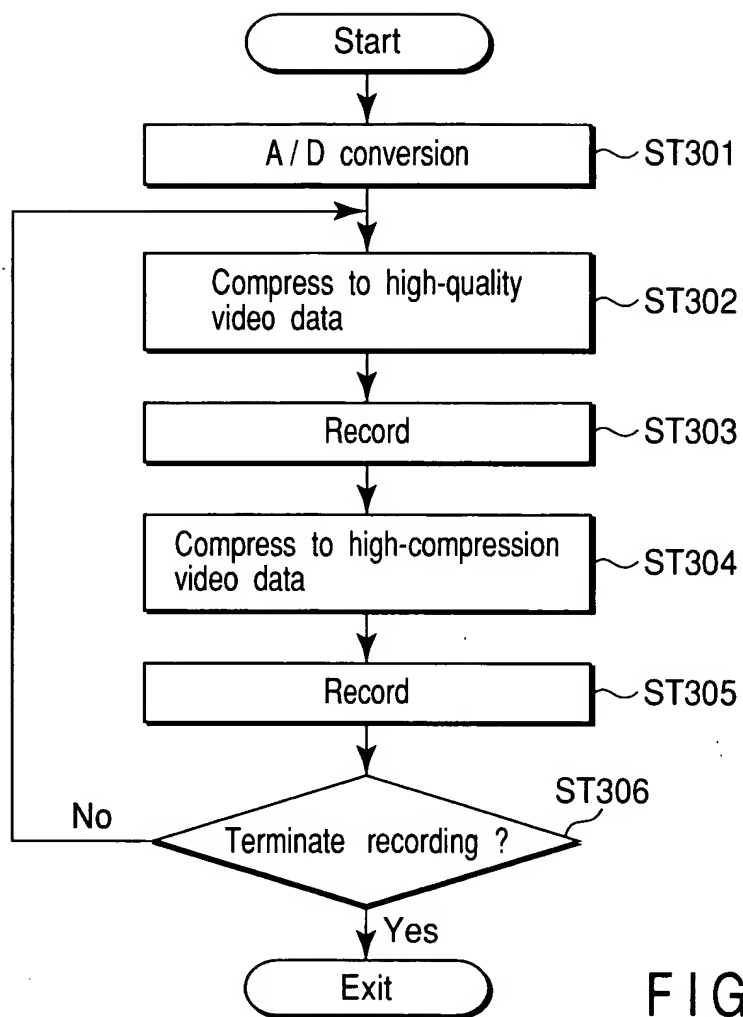 Start
A/D conversion
ST301
Compress to high-quality
video data
ST302
Record
ST303
Compress to high-compression
video data
ST304
Record
ST305
ST306
No
Terminate recording ?
Yes
Exit
FIG